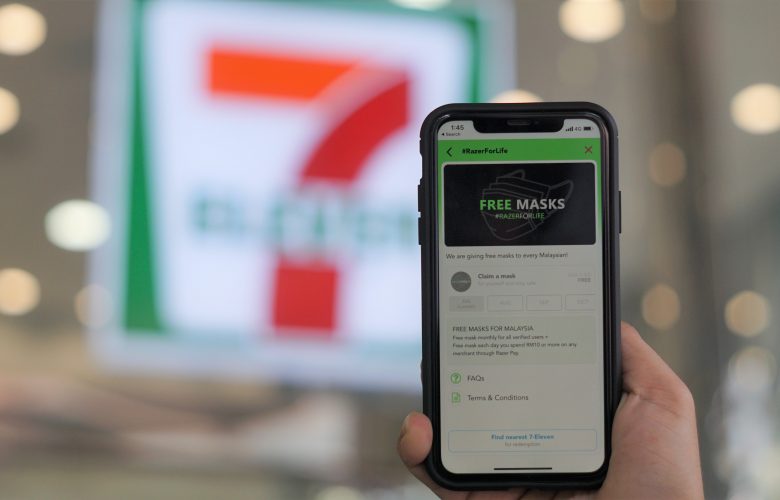 7
ELEVEN
1:45
4G
Search
#RazerForLife
FREE MASKS
#RAZERFORLIFE
We are giving free masks to every Malaysian!
Claim a mask
FREE
FREE MASKS FOR MALAYSIA
Free mask monthly for all verified users +
Free mask each day you spend RM10 or more on any
merchant through Razer Pay.
FAQs
Terms & Conditions
Find nearest 7-Eleven
for redemption